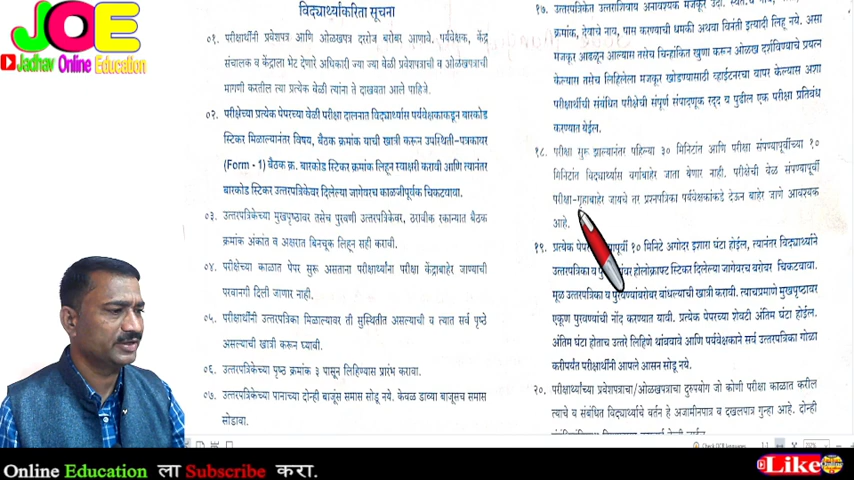 JOE
Jadhav Online Education
विद्यार्थ्याकरिता सूचना
०१. परीक्षार्थीनी प्रवेशपत्र आणि ओळखपत्र दररोज बरोबर आणावे. पर्यवेक्षक, केंद्र
संचालक व केंद्राला भेट देणारे अधिकारी ज्या ज्या वेळी प्रवेशपत्राची व ओळखपत्राची
मागणी करतील त्या प्रत्येक वेळी त्यांना ते दाखवता आले पाहिजे.
०२. परीक्षेच्या प्रत्येक पेपरच्या वेळी परीक्षा दालनात विद्यार्थ्यास पर्यवेक्षकाकडून बारकोड
स्टिकर मिळाल्यानंतर विषय, बैठक क्रमांक याची खात्री करून उपस्थिती-पत्रकावर
(Form - 1) बैठक क्र. बारकोड स्टिकर क्रमांक लिहून स्वाक्षरी करावी आणि त्यानंतर
बारकोड स्टिकर उत्तरपत्रिकेवर दिलेल्या जागेवरच काळजीपूर्वक चिकटवावा.
०३. उत्तरपत्रिकेच्या मुखपृष्ठावर तसेच पुरवणी उत्तरपत्रिकेवर, ठरावीक रकान्यात बैठक
क्रमांक अंकांत व अक्षरात बिनचूक लिहून सही करावी.
०४. परीक्षेच्या काळात पेपर सुरू असताना परीक्षार्थ्यांना परीक्षा केंद्राबाहेर जाण्याची
परवानगी दिली जाणार नाही.
०५. परीक्षार्थीनी उत्तरपत्रिका मिळाल्यावर ती सुस्थितीत असल्याची व त्यात सर्व पृष्ठे
असल्याची खात्री करून घ्यावी.
०६. उत्तरपत्रिकेच्या पृष्ठ क्रमांक ३ पासून लिहिण्यास प्रारंभ करावा.
०७. उत्तरपत्रिकेच्या पानाच्या दोन्ही बाजूंस समास सोडू नये. केवळ डाव्या बाजूसच समास
सोडावा.
१७. उत्तरपत्रिकेत उत्तराशिवाय अनावश्यक मजकूर उदा.
क्रमांक, देवाचे नाव, पास करण्याची धमकी अथवा विनंती इत्यादी लिहू नये. असा
मजकूर आढळून आल्यास तसेच चिन्हांकित खुणा करून ओळख दर्शविण्याचे प्रयत्न
केल्यास तसेच लिहिलेला मजकूर खोडण्यासाठी व्हाईटनरचा वापर केल्यास अशा
परीक्षार्थीची संबंधित परीक्षेची संपूर्ण संपादणूक रद्द व पुढील एक परीक्षा प्रतिबंध
करण्यात येईल.
१८. परीक्षा सुरू झाल्यानंतर पहिल्या ३० मिनिटांत आणि परीक्षा संपण्यापूर्वीच्या १०
मिनिटांत विद्यार्थ्यास वर्गाबाहेर जाता येणार नाही. परीक्षेची वेळ संपण्यापूर्वी
परीक्षा-गृहाबाहेर जायचे तर प्रश्नपत्रिका पर्यवेक्षकांकडे देऊन बाहेर जाणे आवश्यक
आहे.
१९. प्रत्येक पेपर १० मिनिटे अगोदर इशारा घंटा होईल, त्यानंतर विद्यार्थ्याने
उत्तरपत्रिका व होलोक्राफ्ट स्टिकर दिलेल्या जागेवरच बरोबर चिकटवावा.
मूळ उत्तरपत्रिका व पुरवण्यांबरोबर बांधल्याची खात्री करावी. त्याचप्रमाणे मुखपृष्ठावर
एकूण पुरवण्यांची नोंद करण्यात यावी. प्रत्येक पेपरच्या शेवटी अंतिम घंटा होईल.
अंतिम घंटा होताच उत्तरे लिहिणे थांबवावे आणि पर्यवेक्षकाने सर्व उत्तरपत्रिका गोळा
करीपर्यंत परीक्षार्थीनी आपले आसन सोडू नये.
२०. परीक्षार्थ्यांच्या प्रवेशपत्राचा/ओळखपत्राचा दुरुपयोग जो कोणी परीक्षा काळात करील
त्याचे व संबंधित विद्यार्थ्याचे वर्तन हे अजामीनपात्र व दखलपात्र गुन्हा आहे. दोन्ही
Online Education ला Subscribe करा.
Like